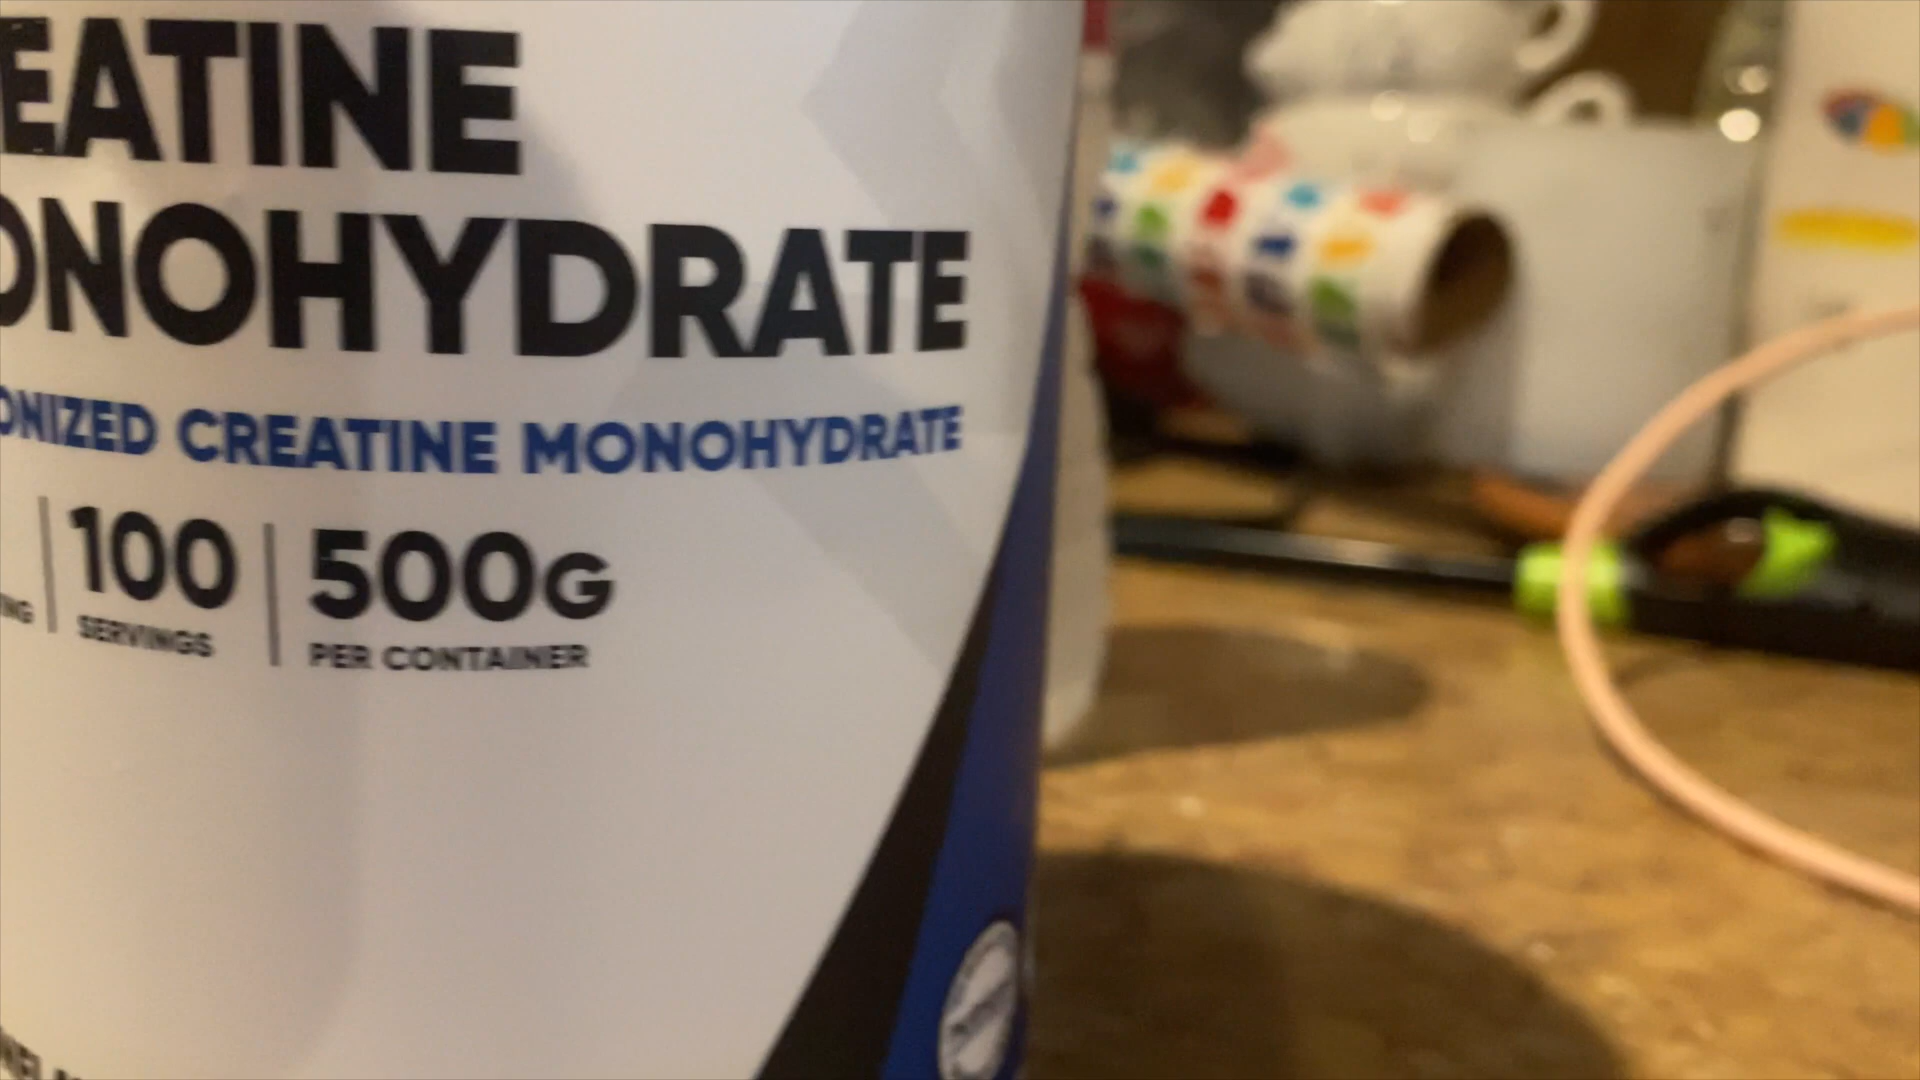 EATINE
ONOHYDRATE
ONIZED CREATINE MONOHYDRATE
100 | 500G
SERVINGS | PER CONTAINER